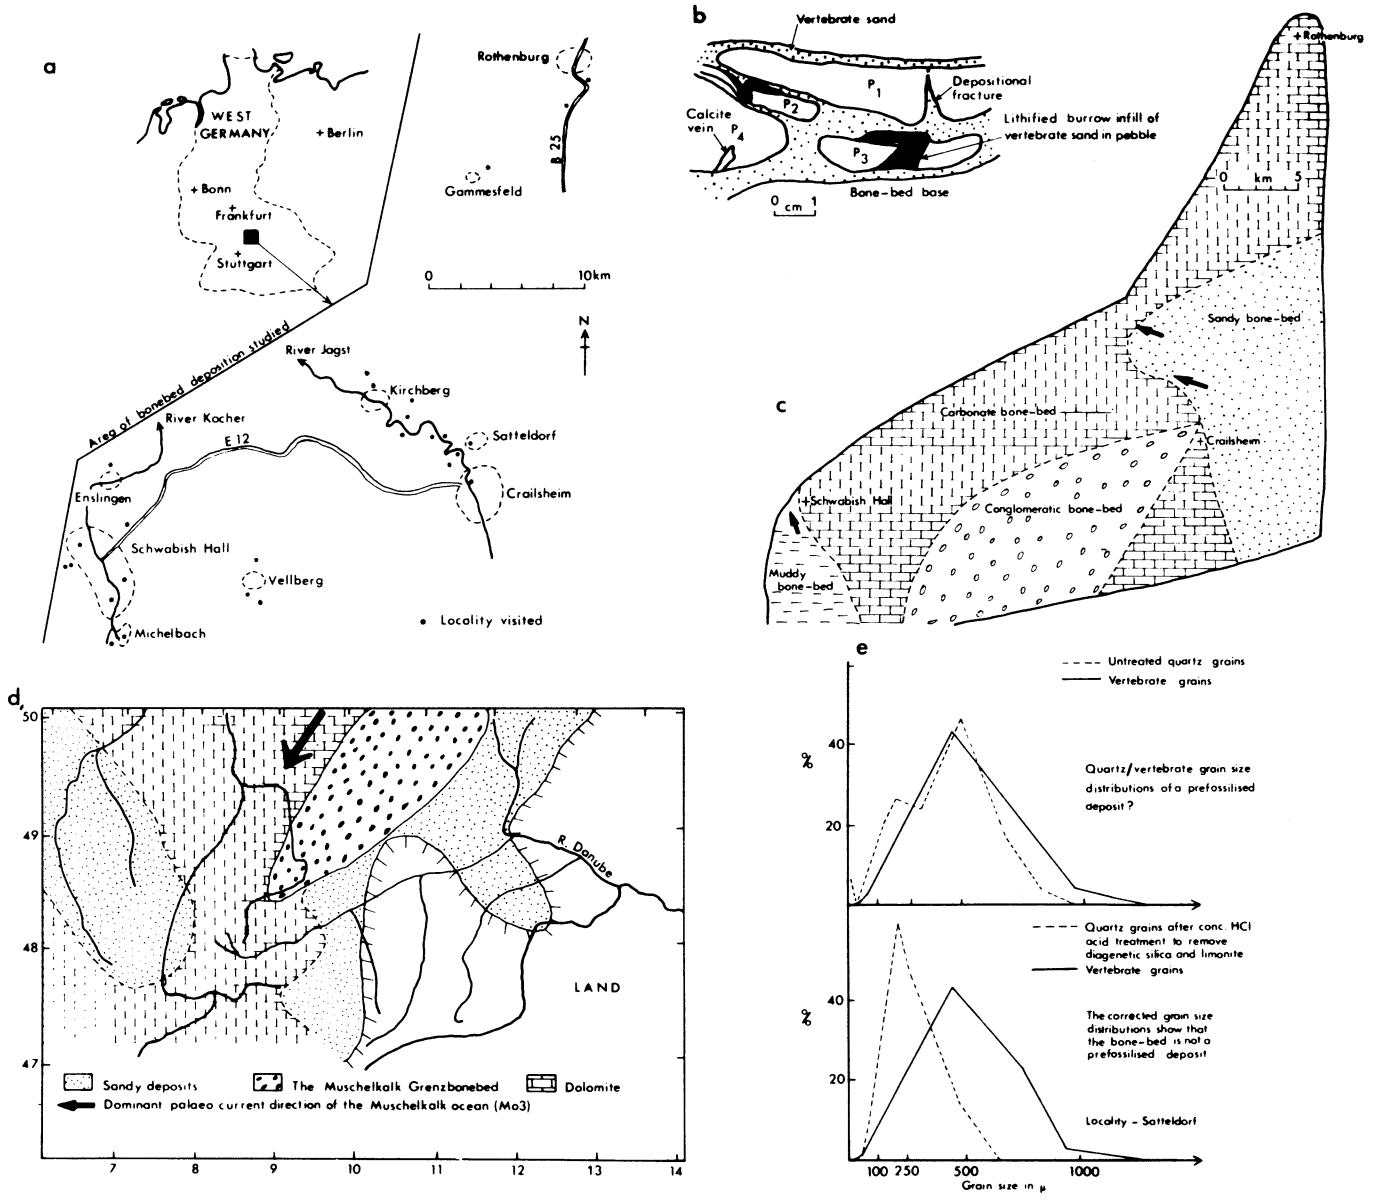 a
WEST
GERMANY
+Berlin
+Bonn
+
Frankfurt
+
Stuttgart
Rothenburg
B 25
Gammesfeld
0 10km
N
Area of bonebed deposition studied
River Jagst
Kirchberg
River Kocher
E 12
Satteldorf
Enslingen
Crailsheim
Schwabish Hall
Vellberg
Michelbach
• Locality visited
b
Vertebrate sand
P1
Depositional
fracture
P2
Calcite
vein
P4
Lithified burrow infill of
vertebrate sand in pebble
P3
Bone-bed base
0 cm 1
c
+Rothenburg
0 km 5
Sandy bone-bed
Carbonate bone-bed
+Crailsheim
+Schwabish Hall
Conglomeratic bone-bed
Muddy
bone-bed
d
50
49
48
47
R. Danube
LAND
Sandy deposits
The Muschelkalk Grenzbonebed
Dolomite
Dominant palaeo current direction of the Muschelkalk ocean (Mo3)
7 8 9 10 11 12 13 14
e
Untreated quartz grains
Vertebrate grains
%
40
20
Quartz/vertebrate grain size
distributions of a prefossilised
deposit?
Quartz grains after conc. HCl
acid treatment to remove
diagenetic silica and limonite
Vertebrate grains
%
40
20
The corrected grain size
distributions show that
the bone-bed is not a
prefossilised deposit
Locality - Satteldorf
100 250 500 1000
Grain size in μ